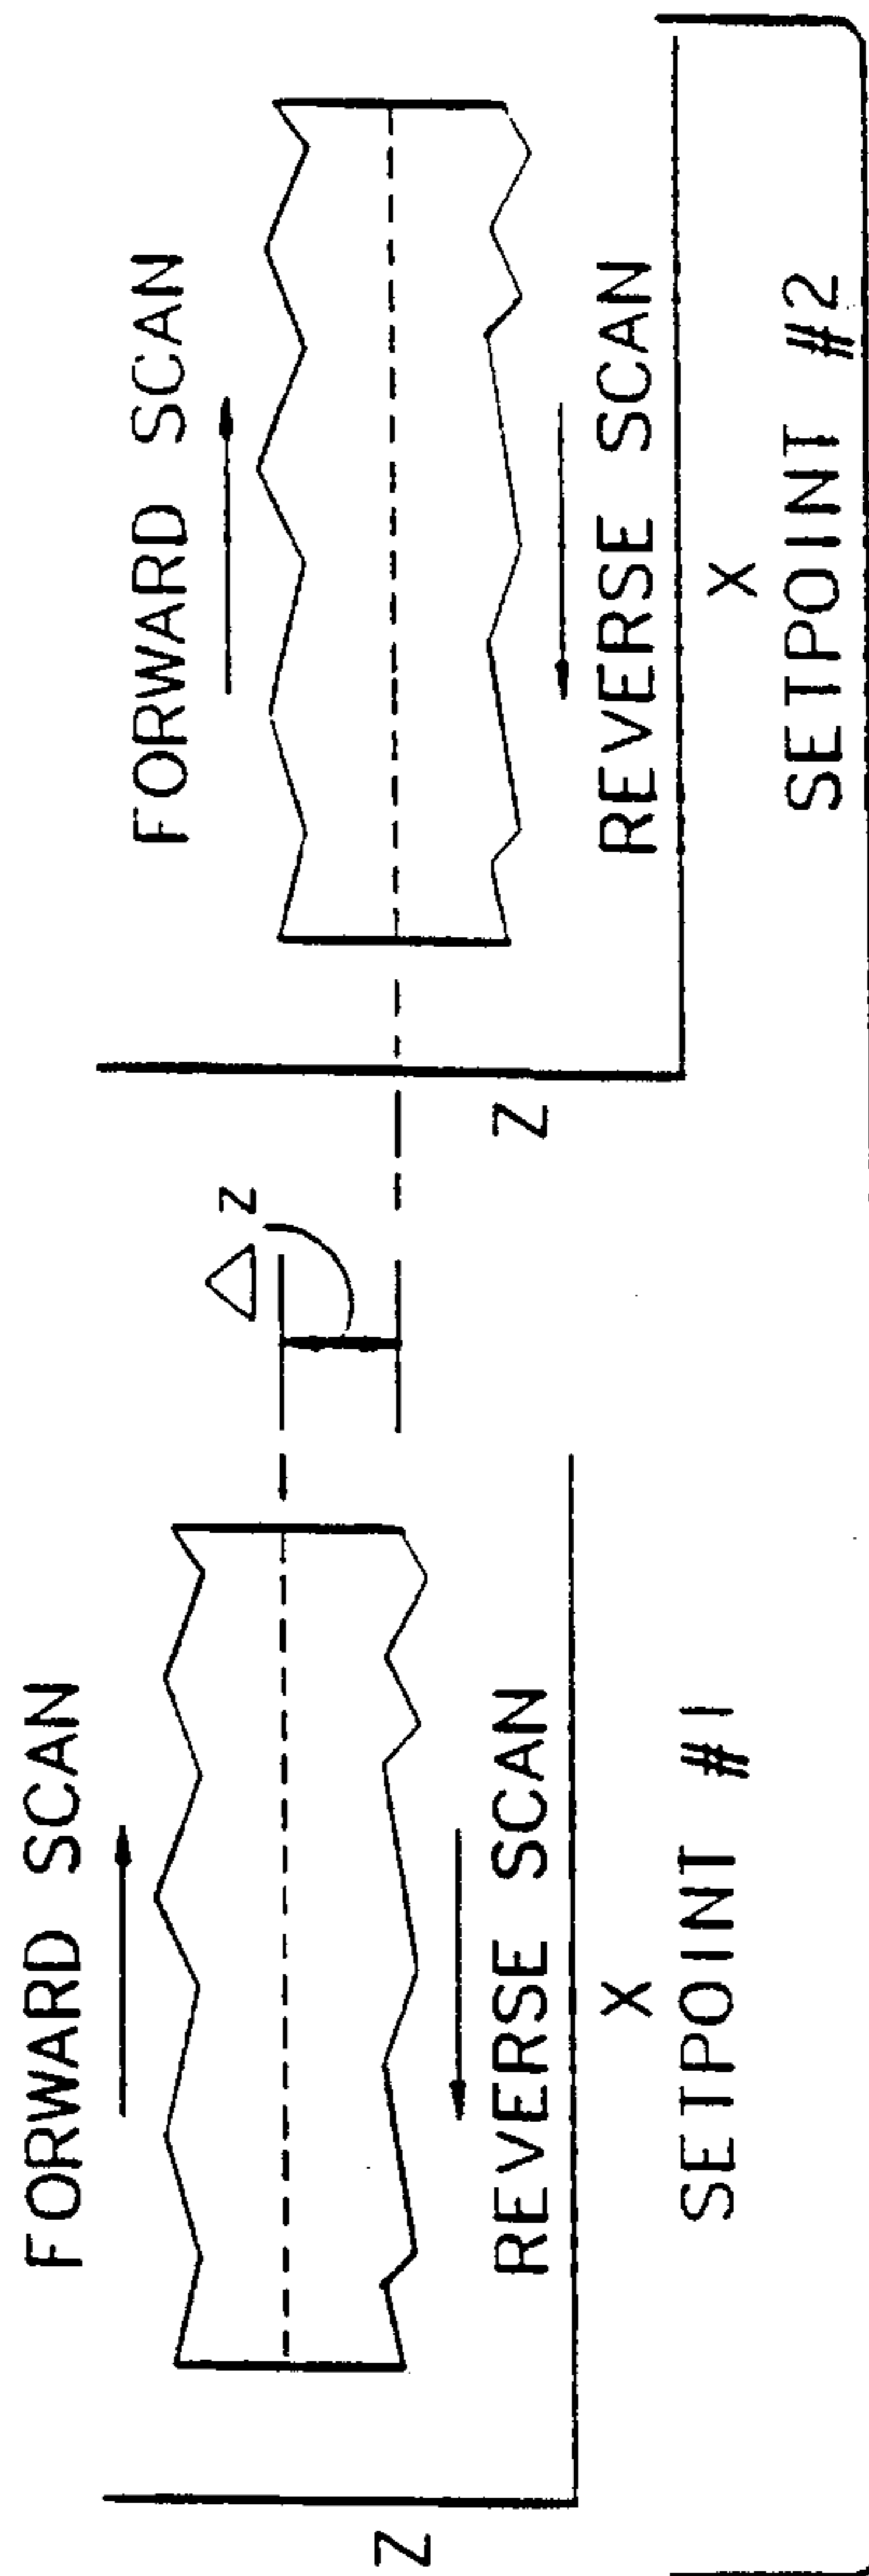 FORWARD SCAN
Z
REVERSE SCAN
X
SETPOINT #1
Δz
FORWARD SCAN
Z
REVERSE SCAN
X
SETPOINT #2